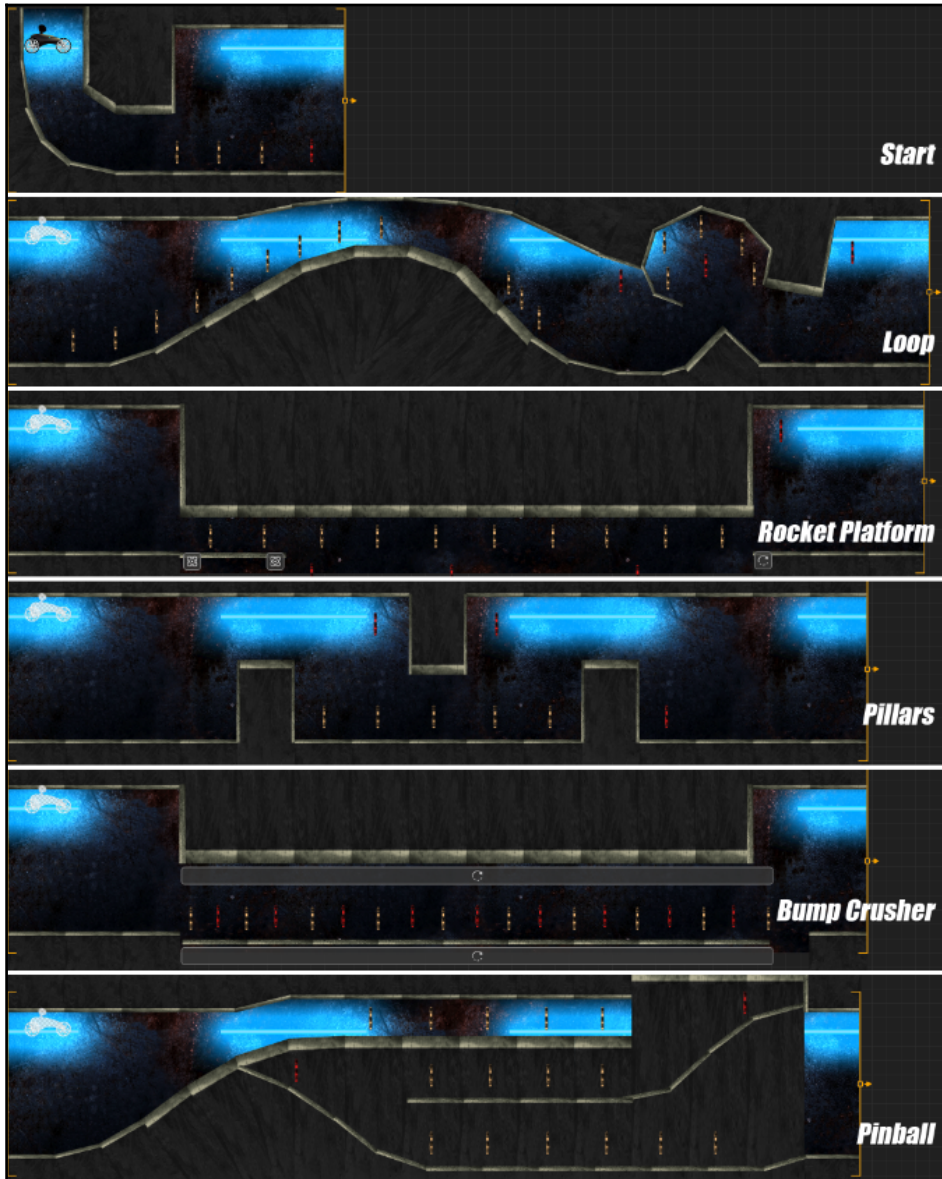 Start
Loop
Rocket Platform
Pillars
Bump Crusher
Pinball